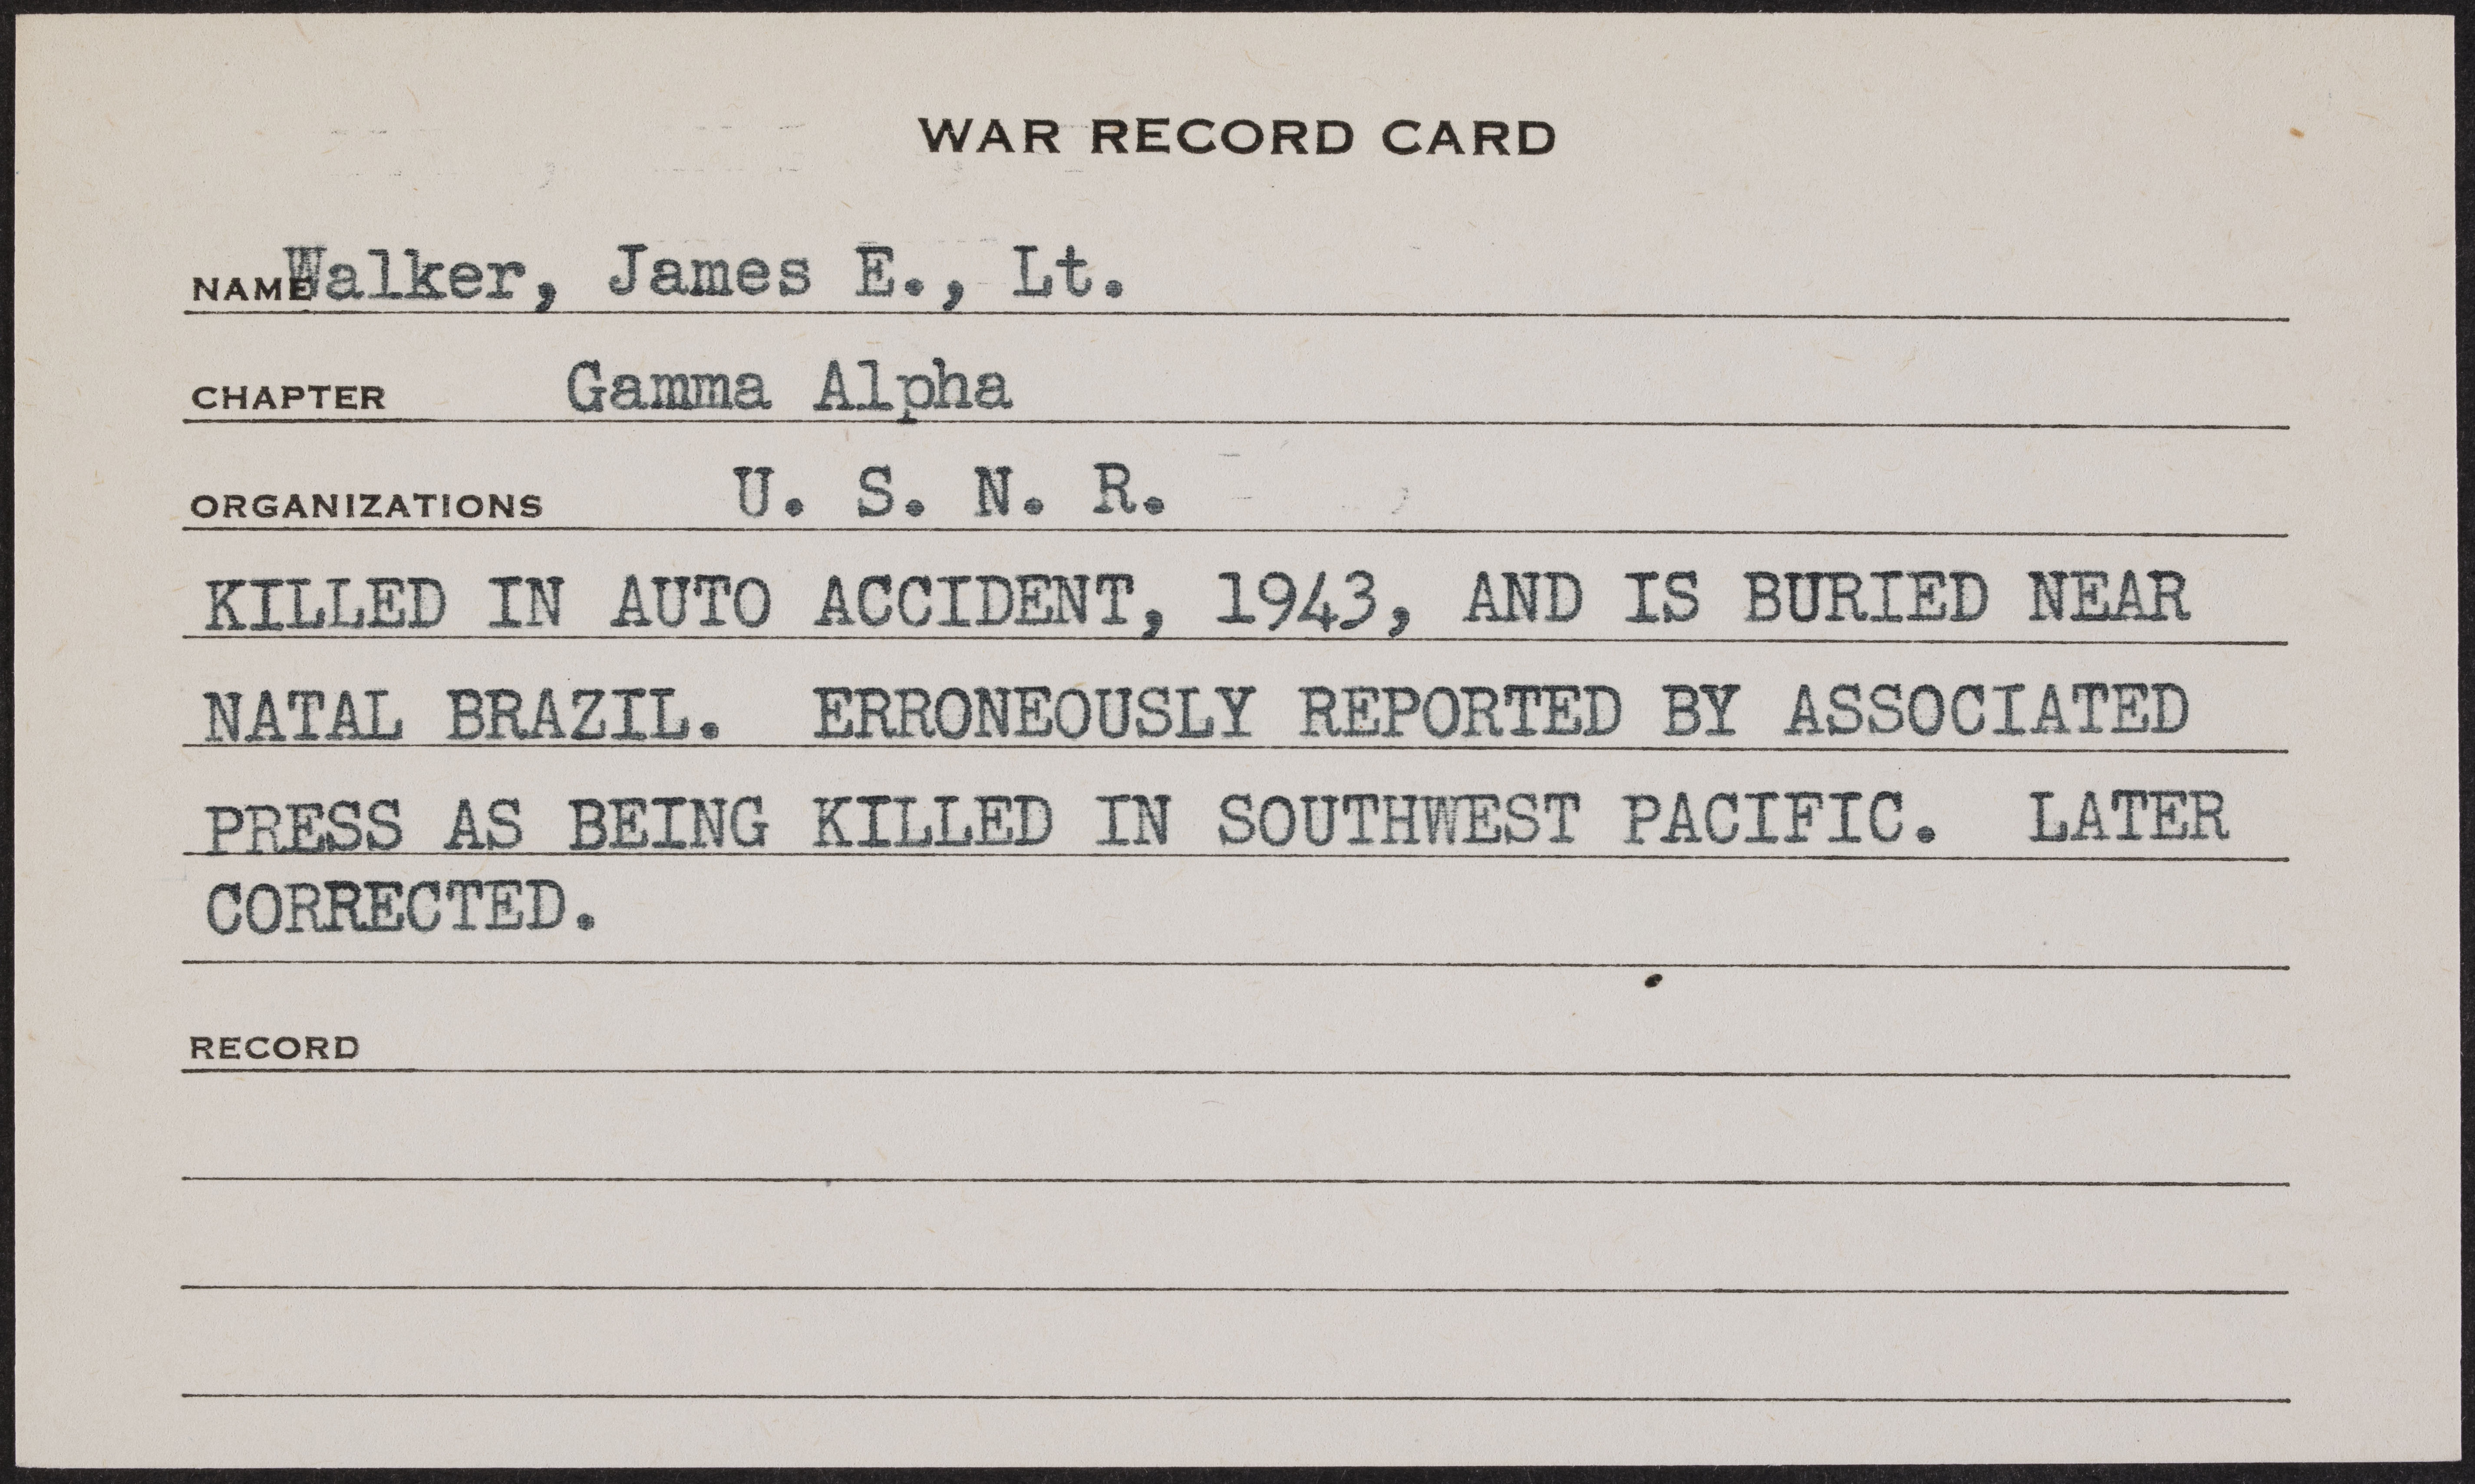 WAR RECORD CARD
NAME Walker, James E., Lt.
CHAPTER Gamma Alpha
ORGANIZATIONS U. S. N. R.
KILLED IN AUTO ACCIDENT, 1943, AND IS BURIED NEAR
NATAL BRAZIL. ERRONEOUSLY REPORTED BY ASSOCIATED
PRESS AS BEING KILLED IN SOUTHWEST PACIFIC. LATER
CORRECTED.
RECORD